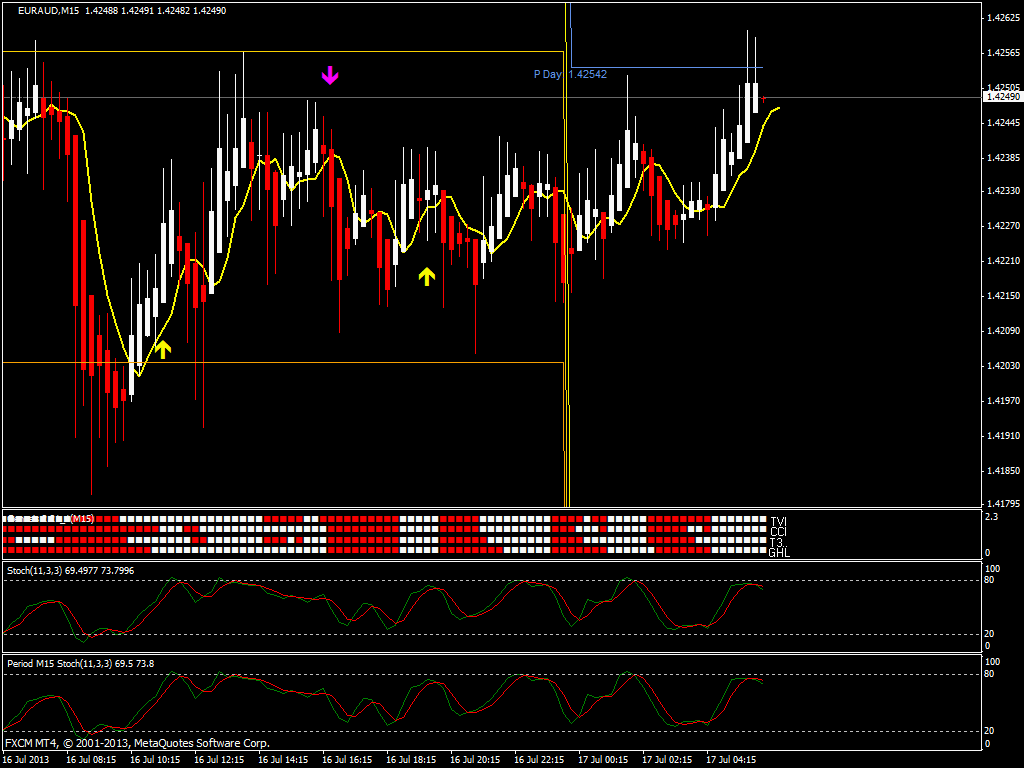 EURAUD,M15 1.42488 1.42491 1.42482 1.42490
1.42625
1.42565
P Day 1.42542
1.42505
1.42490
1.42445
1.42385
1.42330
1.42270
1.42210
1.42150
1.42090
1.42030
1.41970
1.41910
1.41850
1.41795
(M15)
2.3
TVI
CCI
T3..
GHL
0
Stoch(11,3,3) 69.4977 73.7996
100
80
20
0
Period M15 Stoch(11,3,3) 69.5 73.8
100
80
20
FXCM MT4, © 2001-2013, MetaQuotes Software Corp.
0
16 Jul 2013 16 Jul 08:15 16 Jul 10:15 16 Jul 12:15 16 Jul 14:15 16 Jul 16:15 16 Jul 18:15 16 Jul 20:15 16 Jul 22:15 17 Jul 00:15 17 Jul 02:15 17 Jul 04:15